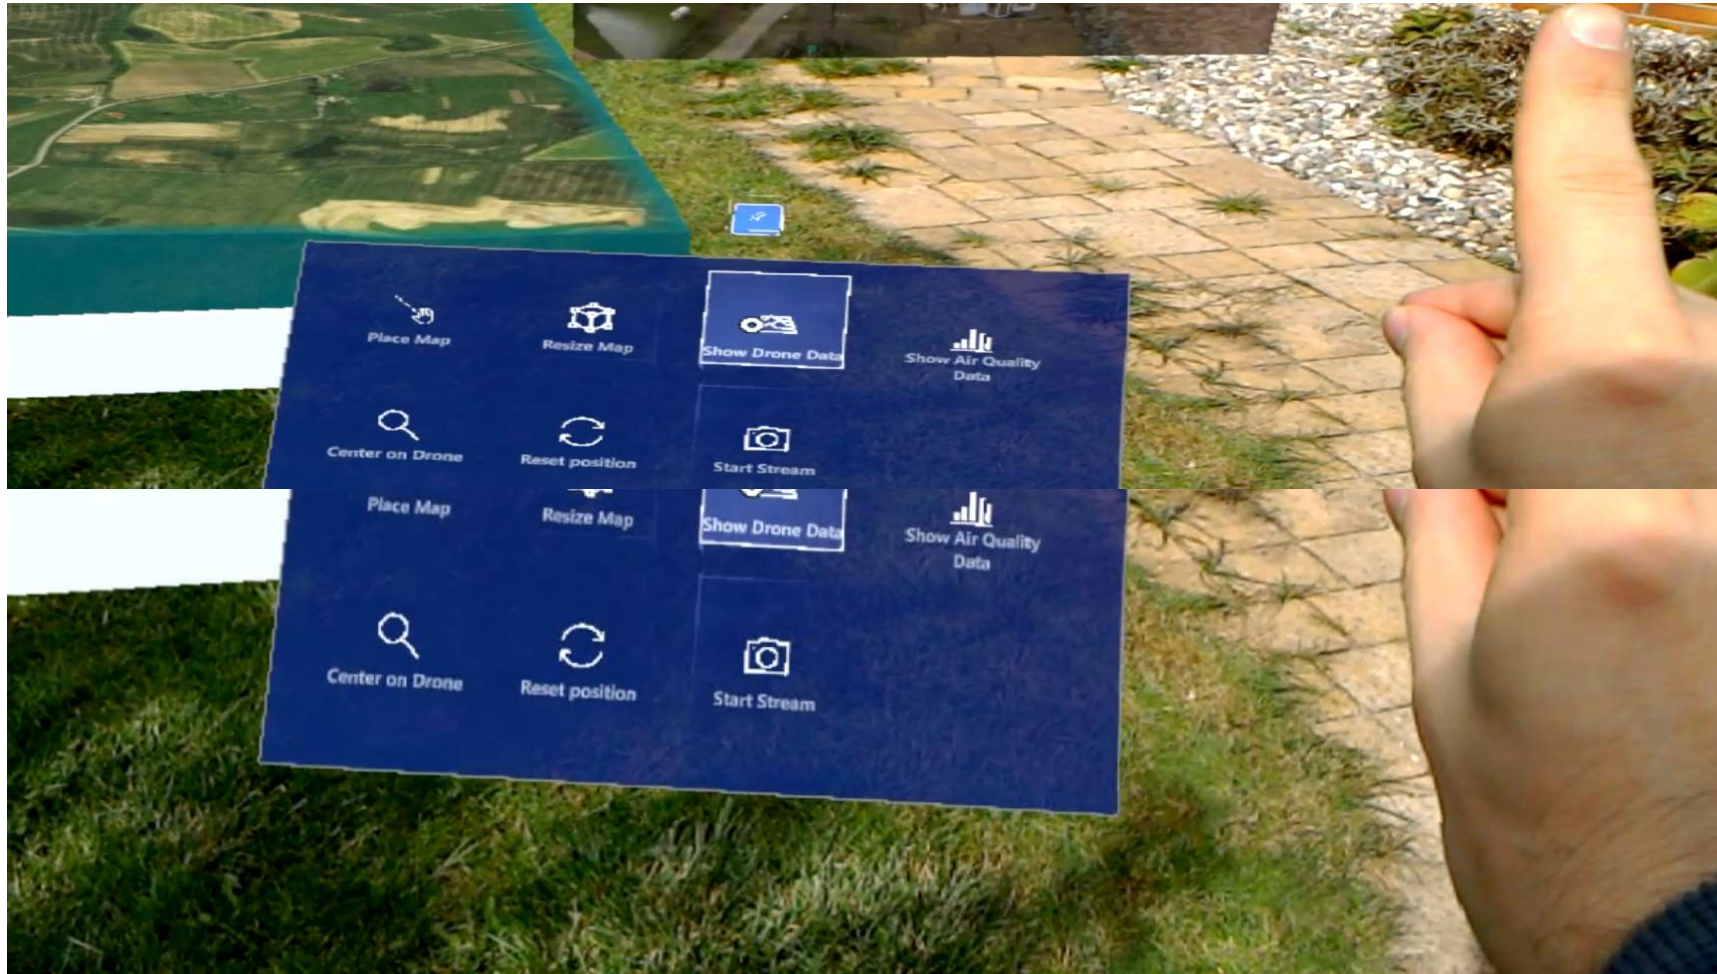 Place Map
Resize Map
Show Drone Data
Show Air Quality
Data
Center on Drone
Reset position
Start Stream
Place Map
Resize Map
Show Drone Data
Show Air Quality
Data
Center on Drone
Reset position
Start Stream